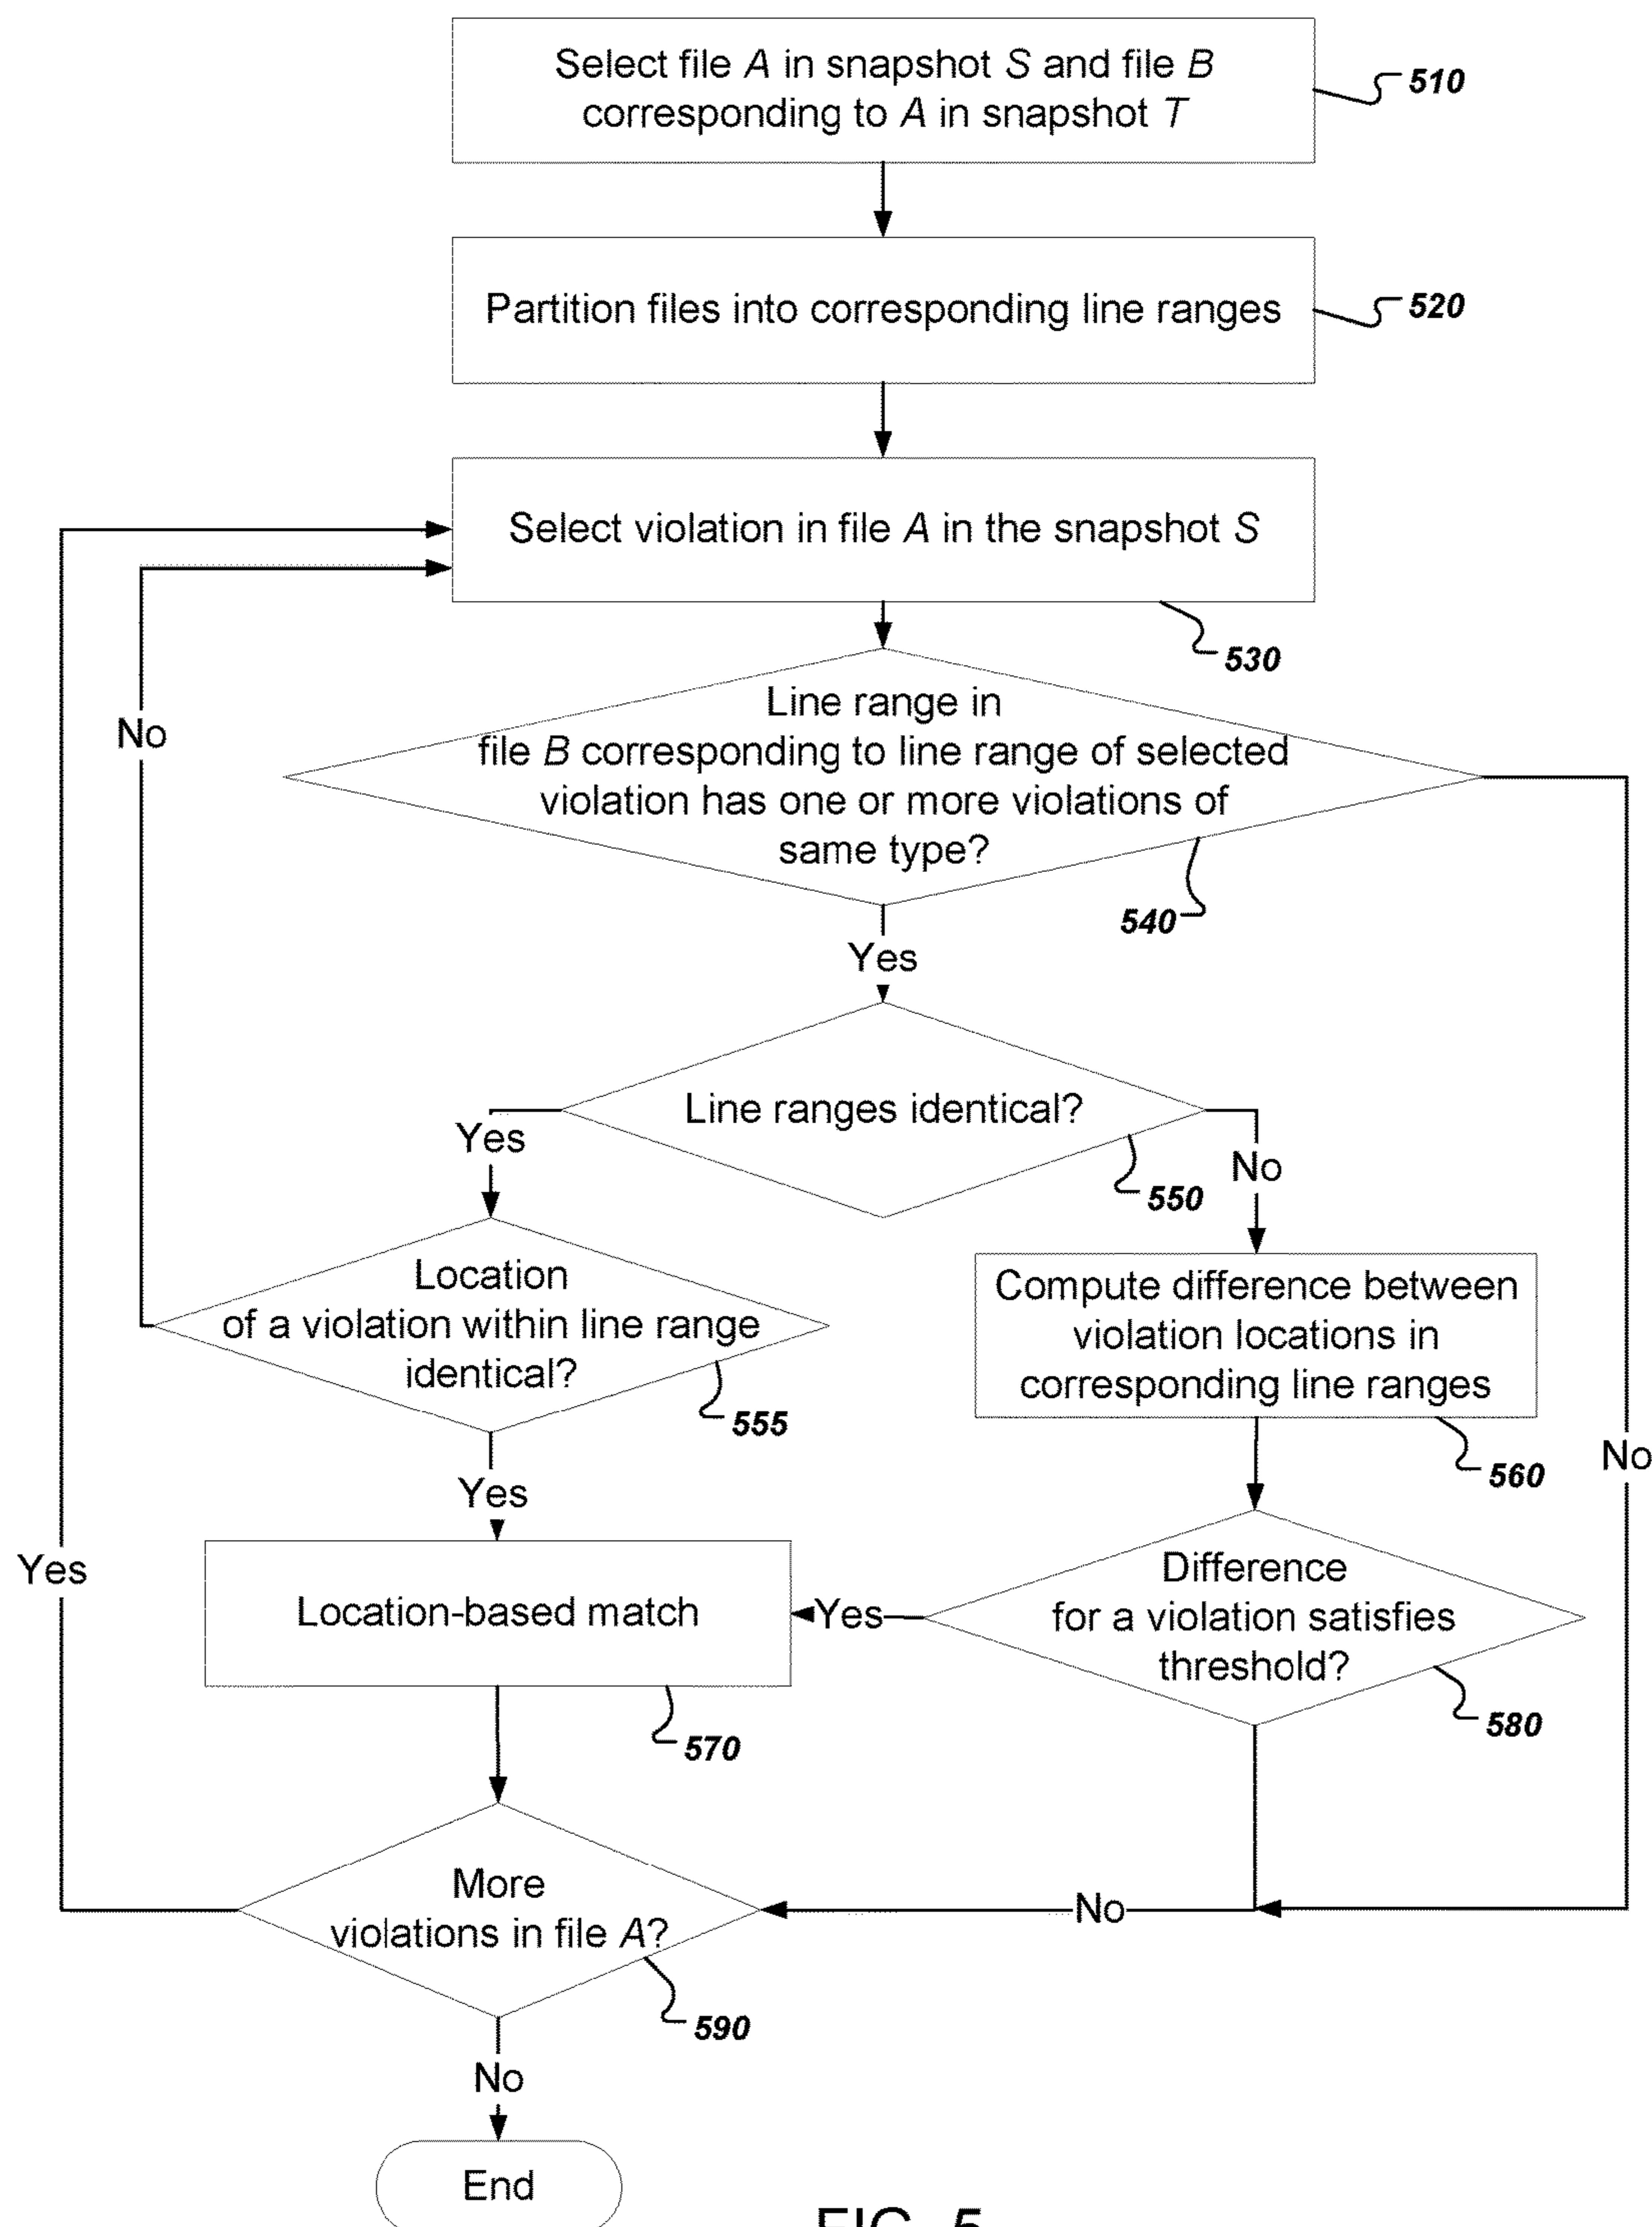 Select file A in snapshot S and file B
corresponding to A in snapshot T
510
Partition files into corresponding line ranges
520
Select violation in file A in the snapshot S
530
No
Line range in
file B corresponding to line range of selected
violation has one or more violations of
same type?
540
Yes
Line ranges identical?
550
Yes
No
Location
of a violation within line range
identical?
555
Compute difference between
violation locations in
corresponding line ranges
560
No
Yes
Yes
Location-based match
570
Yes
Difference
for a violation satisfies
threshold?
580
More
violations in file A?
590
No
No
End
FIG. 5